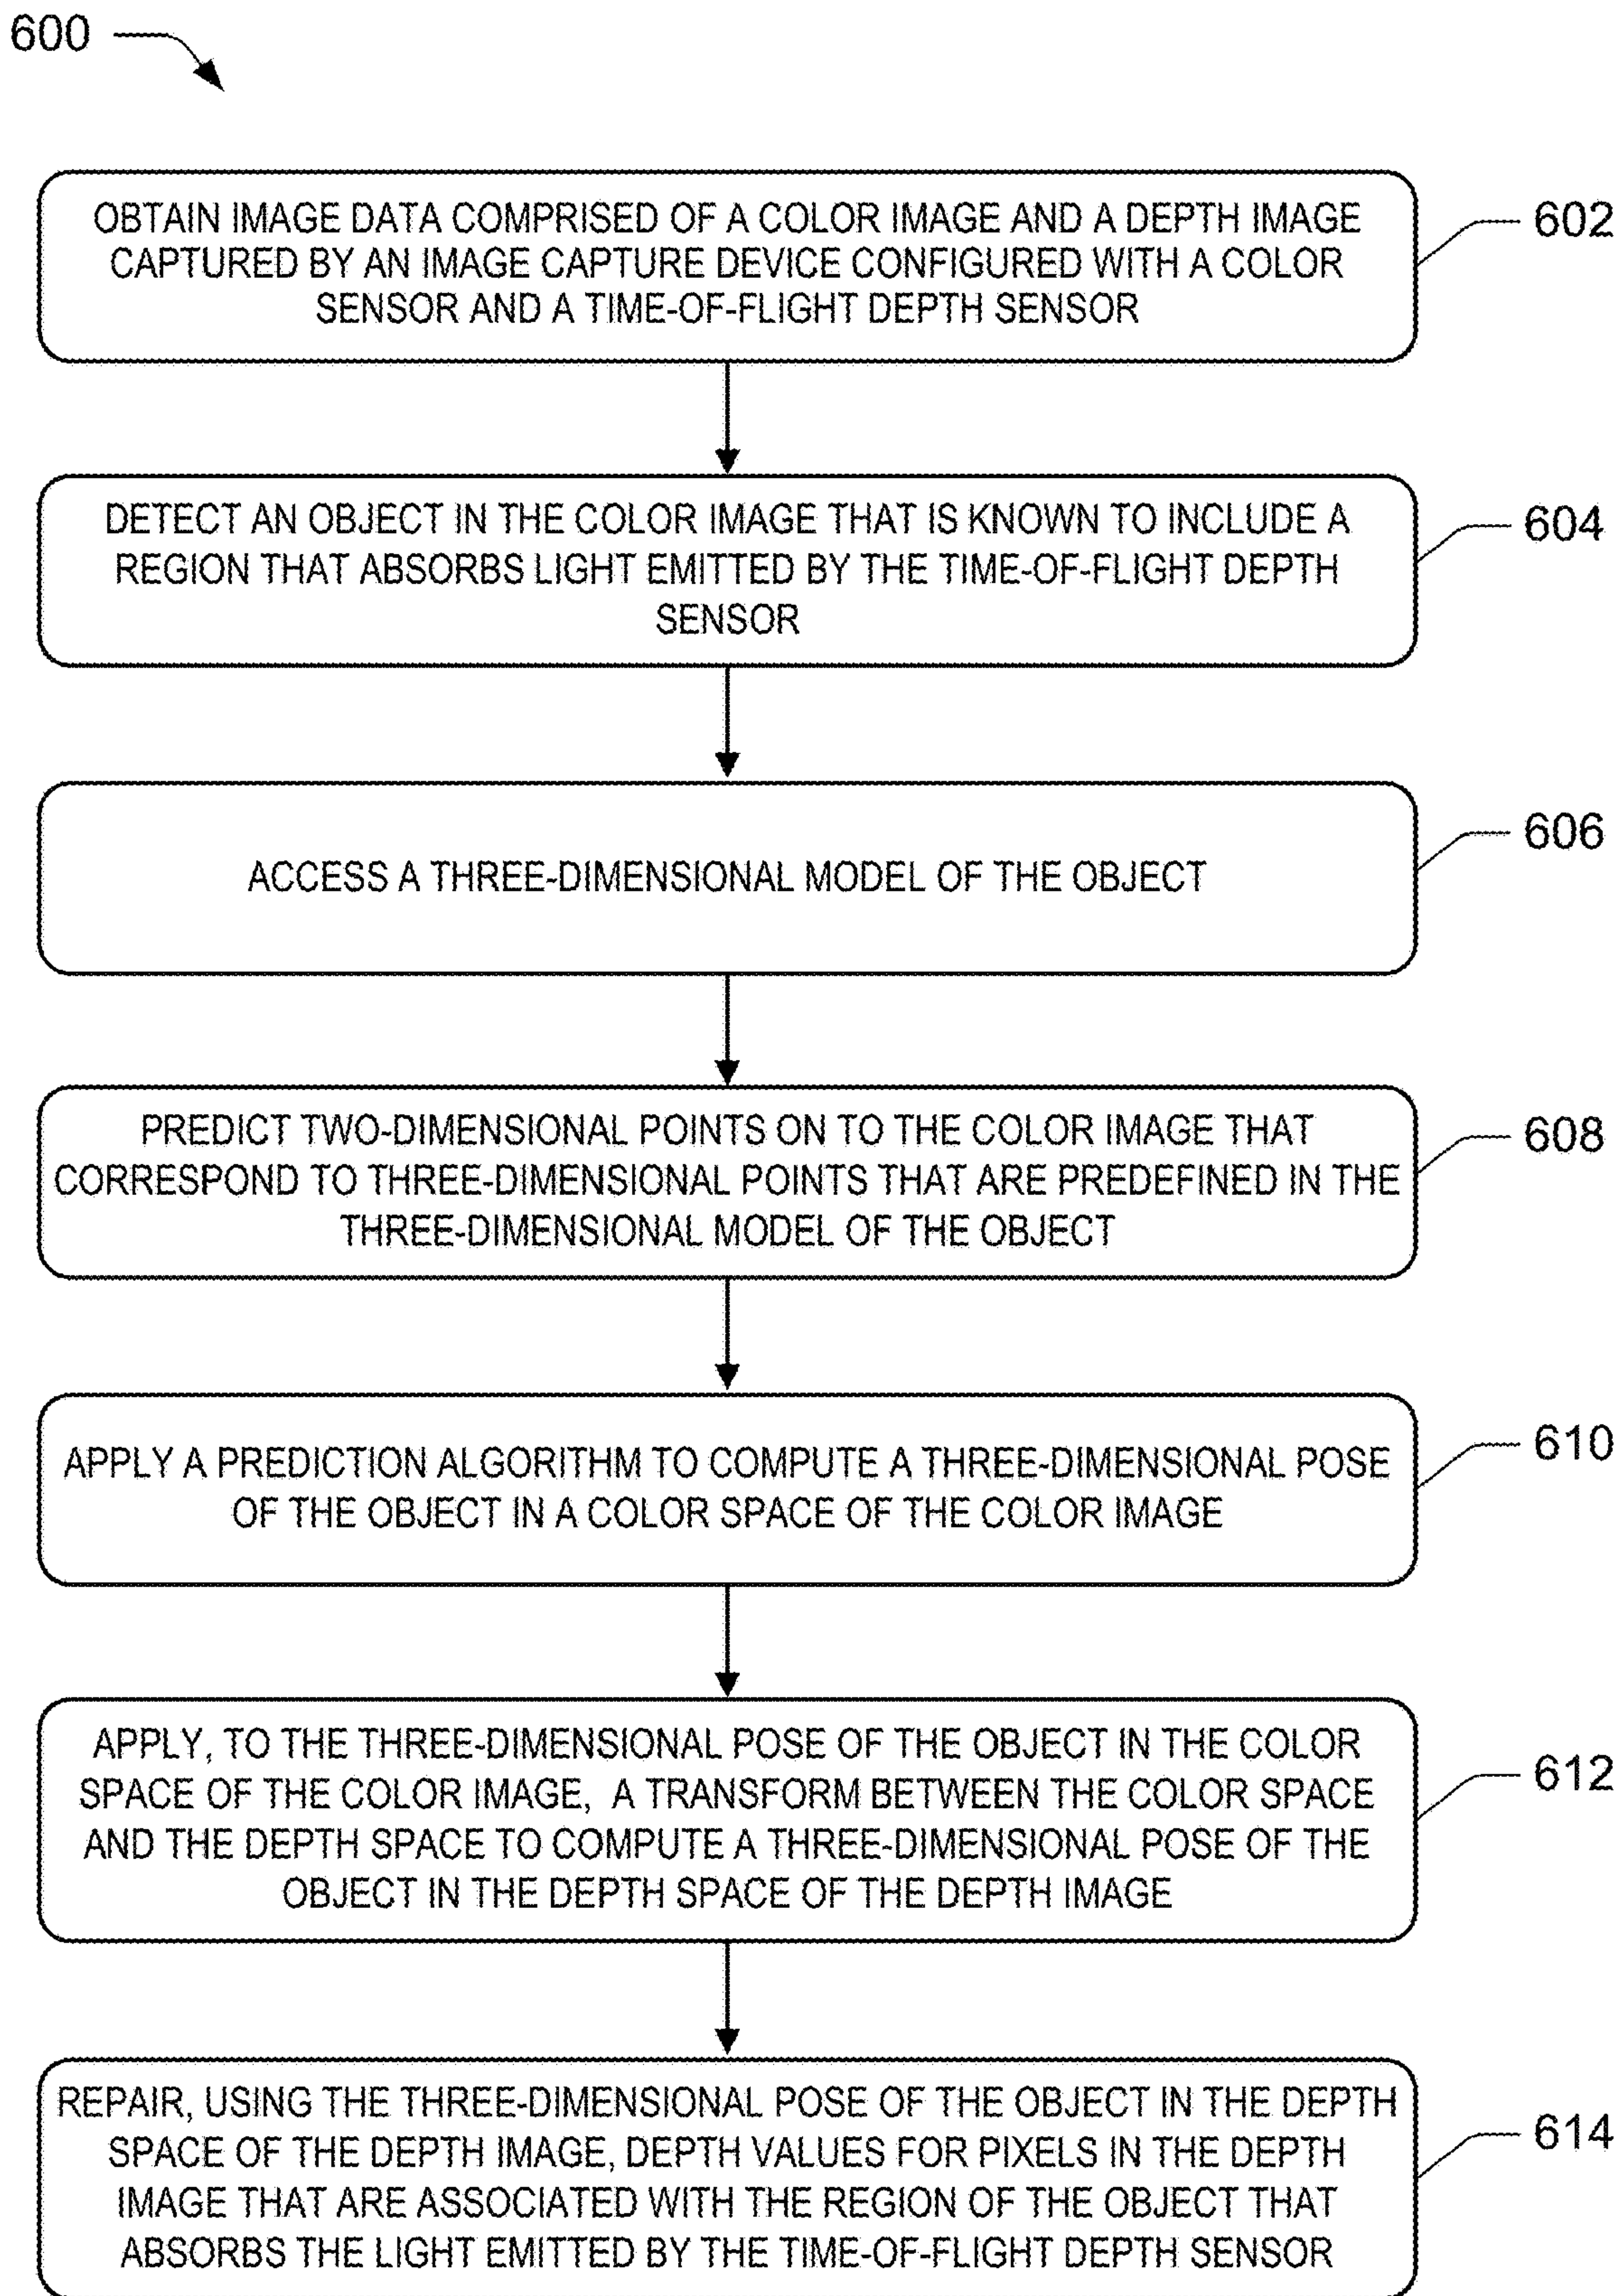 600
OBTAIN IMAGE DATA COMPRISED OF A COLOR IMAGE AND A DEPTH IMAGE
CAPTURED BY AN IMAGE CAPTURE DEVICE CONFIGURED WITH A COLOR
SENSOR AND A TIME-OF-FLIGHT DEPTH SENSOR
602
DETECT AN OBJECT IN THE COLOR IMAGE THAT IS KNOWN TO INCLUDE A
REGION THAT ABSORBS LIGHT EMITTED BY THE TIME-OF-FLIGHT DEPTH
SENSOR
604
ACCESS A THREE-DIMENSIONAL MODEL OF THE OBJECT
606
PREDICT TWO-DIMENSIONAL POINTS ON TO THE COLOR IMAGE THAT
CORRESPOND TO THREE-DIMENSIONAL POINTS THAT ARE PREDEFINED IN THE
THREE-DIMENSIONAL MODEL OF THE OBJECT
608
APPLY A PREDICTION ALGORITHM TO COMPUTE A THREE-DIMENSIONAL POSE
OF THE OBJECT IN A COLOR SPACE OF THE COLOR IMAGE
610
APPLY, TO THE THREE-DIMENSIONAL POSE OF THE OBJECT IN THE COLOR
SPACE OF THE COLOR IMAGE, A TRANSFORM BETWEEN THE COLOR SPACE
AND THE DEPTH SPACE TO COMPUTE A THREE-DIMENSIONAL POSE OF THE
OBJECT IN THE DEPTH SPACE OF THE DEPTH IMAGE
612
REPAIR, USING THE THREE-DIMENSIONAL POSE OF THE OBJECT IN THE DEPTH
SPACE OF THE DEPTH IMAGE, DEPTH VALUES FOR PIXELS IN THE DEPTH
IMAGE THAT ARE ASSOCIATED WITH THE REGION OF THE OBJECT THAT
ABSORBS THE LIGHT EMITTED BY THE TIME-OF-FLIGHT DEPTH SENSOR
614